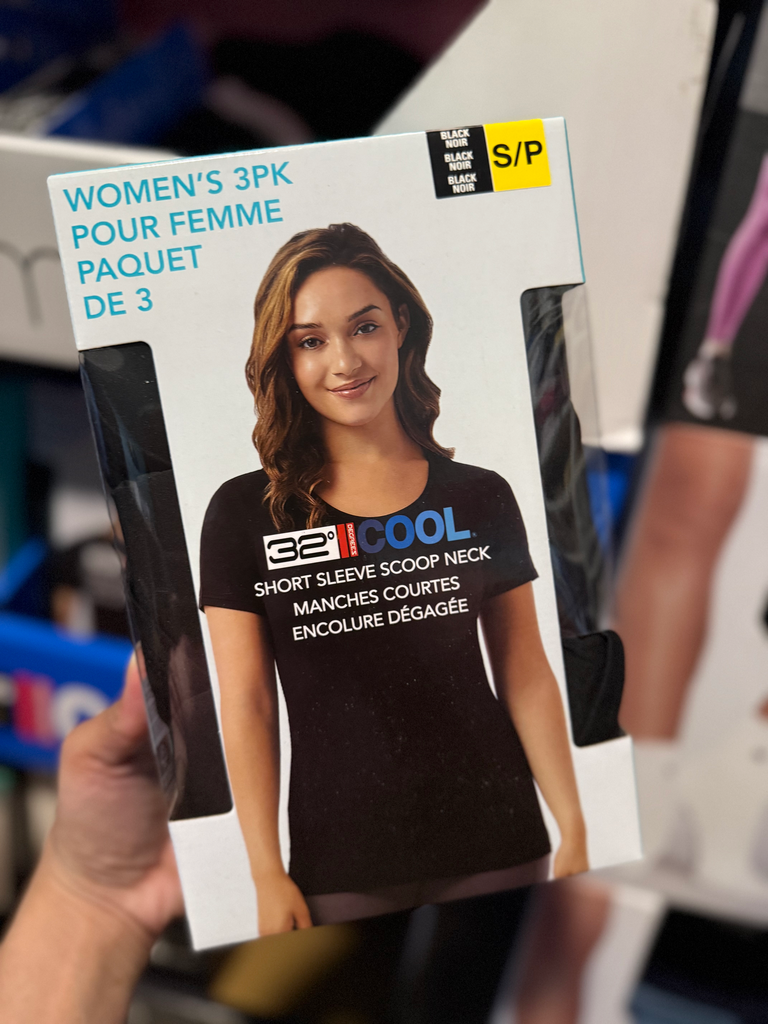 WOMEN'S 3PK
POUR FEMME
PAQUET
DE 3
BLACK
NOIR
BLACK
NOIR
BLACK
NOIR
S/P
32° DEGREES COOL®
SHORT SLEEVE SCOOP NECK
MANCHES COURTES
ENCOLURE DÉGAGÉE